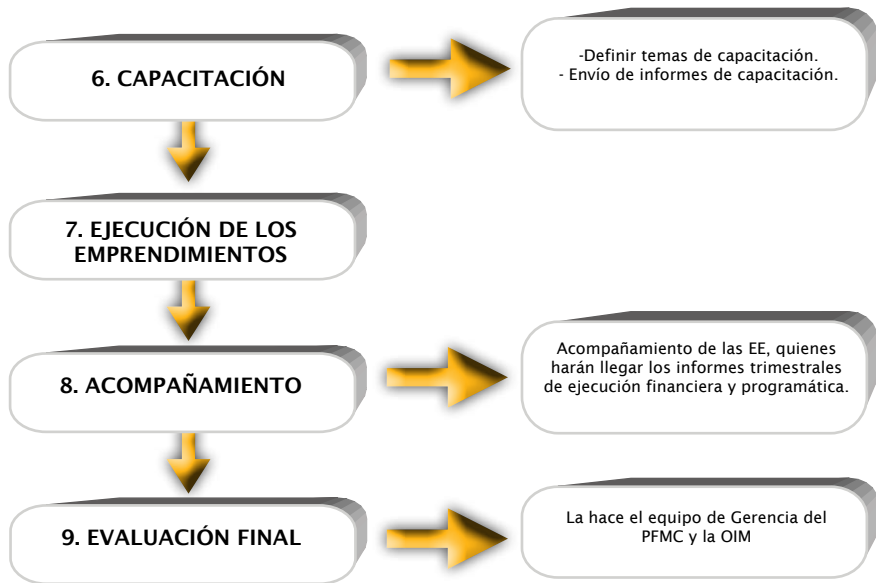 6. CAPACITACIÓN
-Definir temas de capacitación.
- Envío de informes de capacitación.
7. EJECUCIÓN DE LOS
EMPRENDIMIENTOS
8. ACOMPAÑAMIENTO
Acompañamiento de las EE, quienes
harán llegar los informes trimestrales
de ejecución financiera y programática.
9. EVALUACIÓN FINAL
La hace el equipo de Gerencia del
PFMC y la OIM